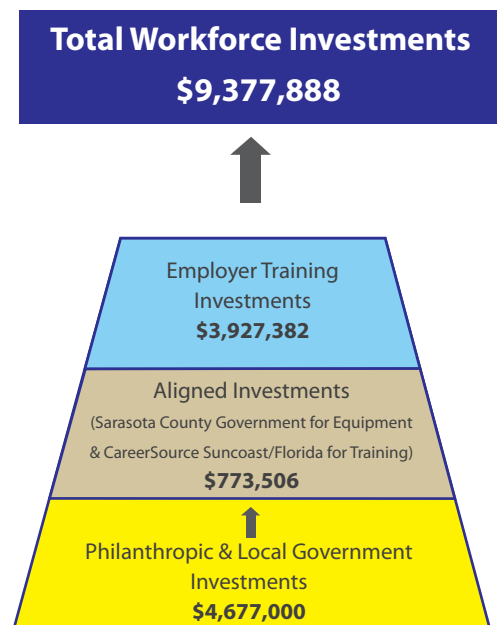 Total Workforce Investments
$9,377,888
Employer Training
Investments
$3,927,382
Aligned Investments
(Sarasota County Government for Equipment
& CareerSource Suncoast/Florida for Training)
$773,506
Philanthropic & Local Government
Investments
$4,677,000